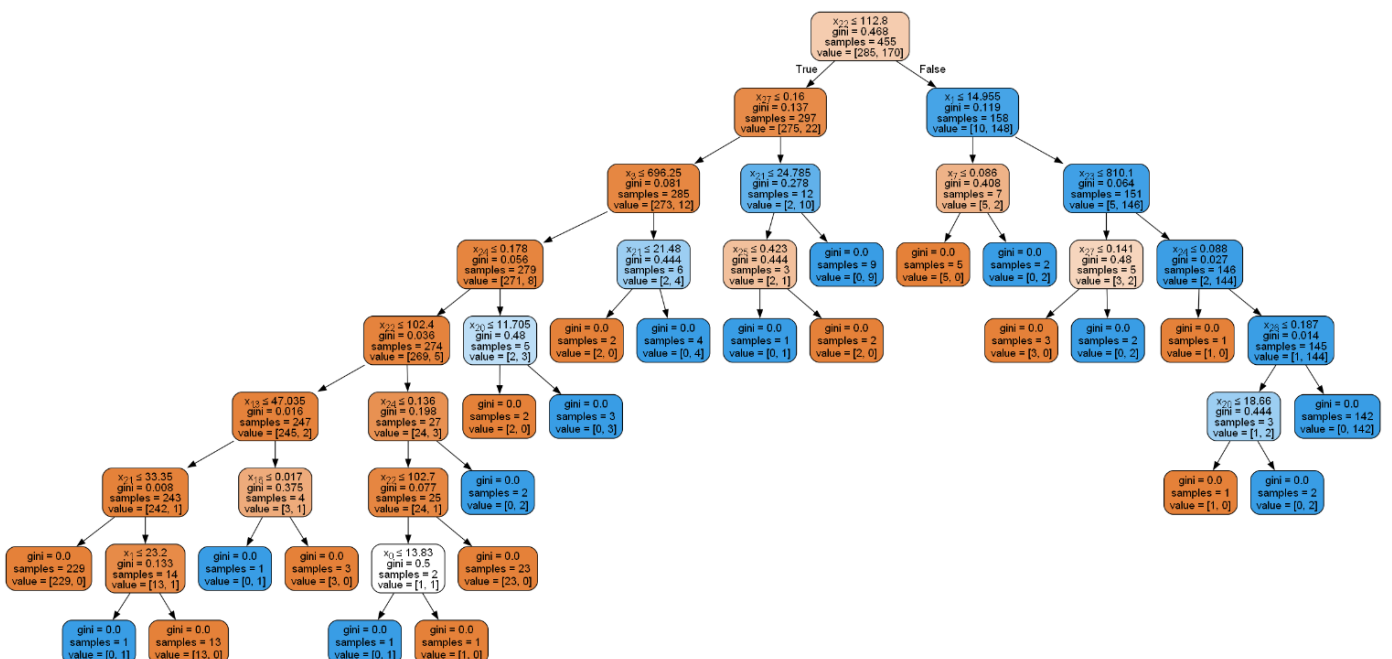 x22 ≤ 112.8
gini = 0.468
samples = 455
value = [285, 170]
True
False
x27 ≤ 0.16
gini = 0.137
samples = 297
value = [275, 22]
x1 ≤ 14.955
gini = 0.119
samples = 158
value = [10, 148]
x3 ≤ 696.25
gini = 0.081
samples = 285
value = [273, 12]
x21 ≤ 24.785
gini = 0.278
samples = 12
value = [2, 10]
x7 ≤ 0.086
gini = 0.408
samples = 7
value = [5, 2]
x23 ≤ 810.1
gini = 0.064
samples = 151
value = [5, 146]
x24 ≤ 0.178
gini = 0.056
samples = 279
value = [271, 8]
x21 ≤ 21.48
gini = 0.444
samples = 6
value = [2, 4]
x25 ≤ 0.423
gini = 0.444
samples = 3
value = [2, 1]
gini = 0.0
samples = 9
value = [0, 9]
gini = 0.0
samples = 5
value = [5, 0]
gini = 0.0
samples = 2
value = [0, 2]
x27 ≤ 0.141
gini = 0.48
samples = 5
value = [3, 2]
x24 ≤ 0.088
gini = 0.027
samples = 146
value = [2, 144]
x22 ≤ 102.4
gini = 0.036
samples = 274
value = [269, 5]
x20 ≤ 11.705
gini = 0.48
samples = 5
value = [2, 3]
gini = 0.0
samples = 2
value = [2, 0]
gini = 0.0
samples = 4
value = [0, 4]
gini = 0.0
samples = 1
value = [0, 1]
gini = 0.0
samples = 2
value = [2, 0]
gini = 0.0
samples = 3
value = [3, 0]
gini = 0.0
samples = 2
value = [0, 2]
gini = 0.0
samples = 1
value = [1, 0]
x26 ≤ 0.187
gini = 0.014
samples = 145
value = [1, 144]
x13 ≤ 47.035
gini = 0.016
samples = 247
value = [245, 2]
x24 ≤ 0.136
gini = 0.198
samples = 27
value = [24, 3]
gini = 0.0
samples = 2
value = [2, 0]
gini = 0.0
samples = 3
value = [0, 3]
x20 ≤ 18.66
gini = 0.444
samples = 3
value = [1, 2]
gini = 0.0
samples = 142
value = [0, 142]
x21 ≤ 33.35
gini = 0.008
samples = 243
value = [242, 1]
x16 ≤ 0.017
gini = 0.375
samples = 4
value = [3, 1]
x22 ≤ 102.7
gini = 0.077
samples = 25
value = [24, 1]
gini = 0.0
samples = 2
value = [0, 2]
gini = 0.0
samples = 1
value = [1, 0]
gini = 0.0
samples = 2
value = [0, 2]
gini = 0.0
samples = 229
value = [229, 0]
x1 ≤ 23.2
gini = 0.133
samples = 14
value = [13, 1]
gini = 0.0
samples = 1
value = [0, 1]
gini = 0.0
samples = 3
value = [3, 0]
x0 ≤ 13.83
gini = 0.5
samples = 2
value = [1, 1]
gini = 0.0
samples = 23
value = [23, 0]
gini = 0.0
samples = 1
value = [0, 1]
gini = 0.0
samples = 13
value = [13, 0]
gini = 0.0
samples = 1
value = [0, 1]
gini = 0.0
samples = 1
value = [1, 0]